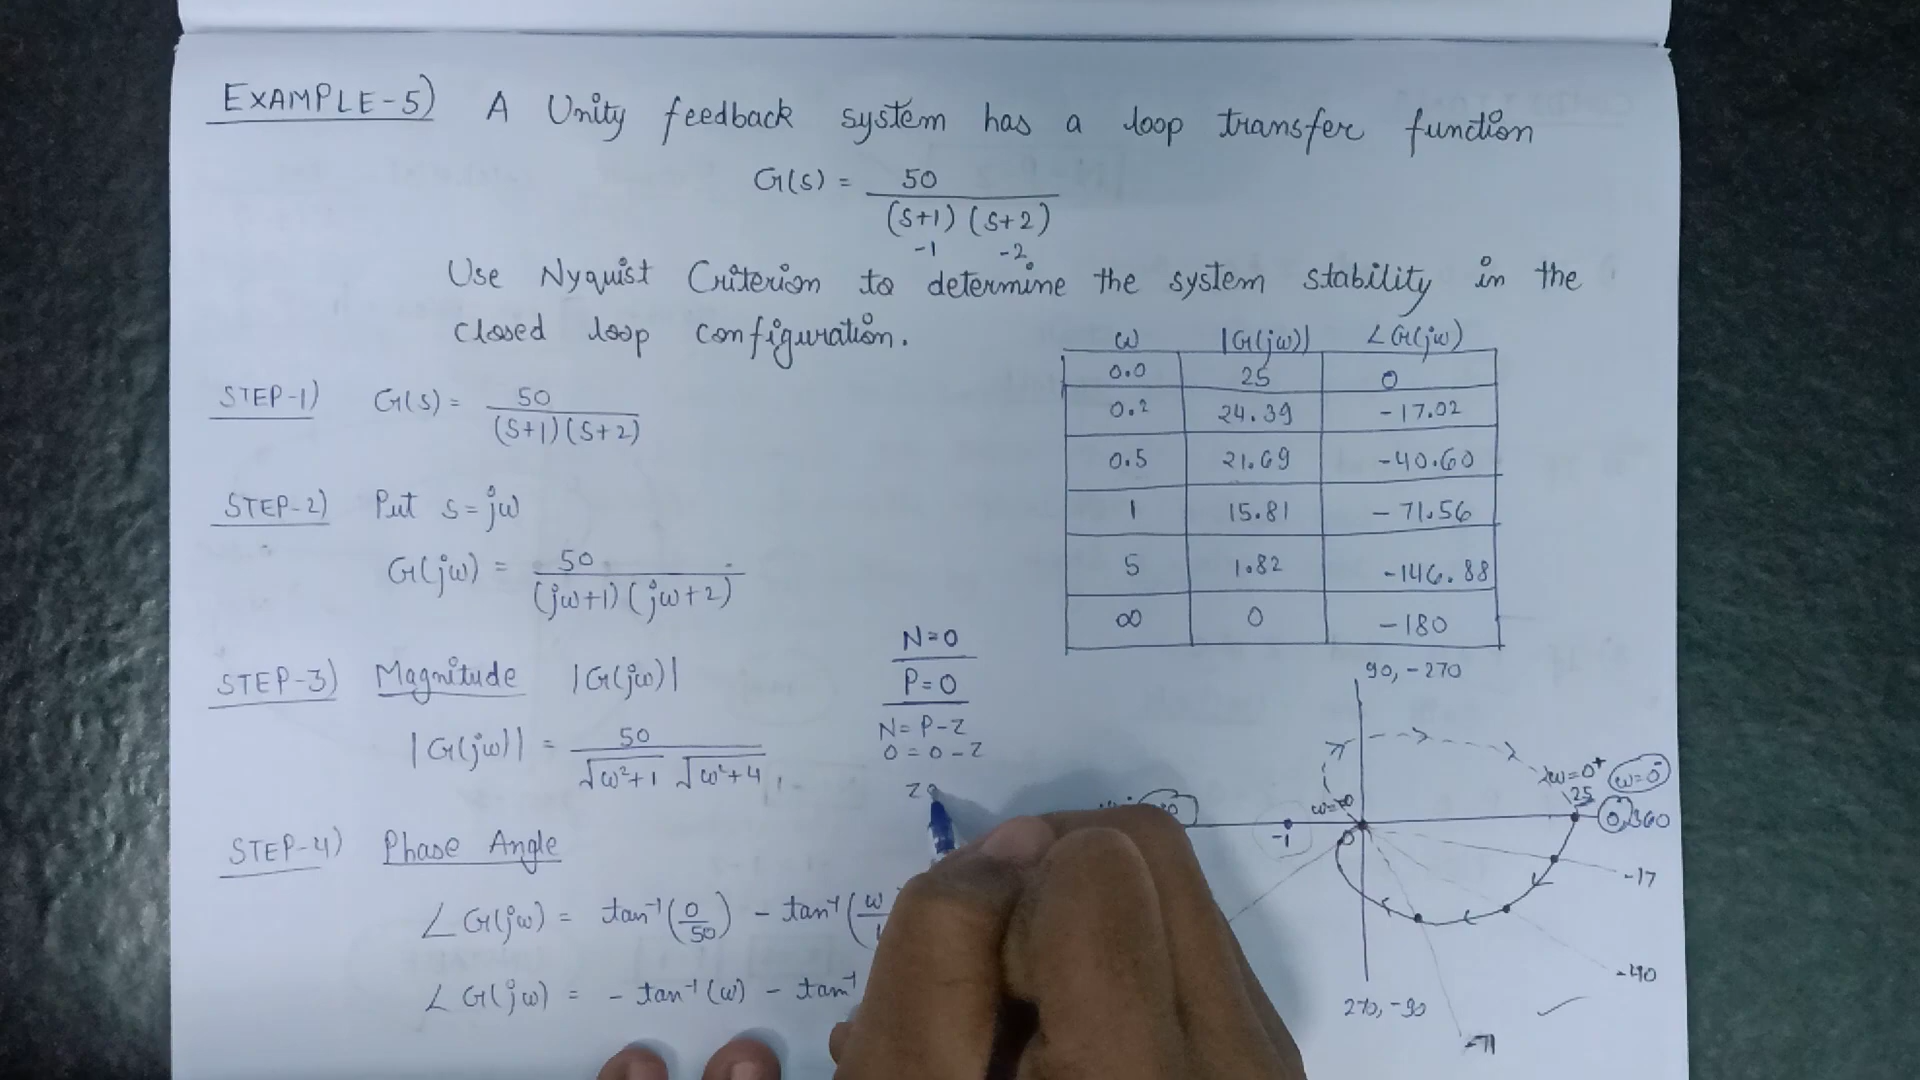 EXAMPLE-5) A Unity feedback system has a loop transfer function
G(s) = 50
(s+1) (s+2)
-1 -2
Use Nyquist Criterion to determine the system stability in the
closed loop configuration.
STEP-1) G(s) = 50
(s+1)(s+2)
STEP-2) Put s=jω
G(jω) = 50
(jω+1)(jω+2)
STEP-3) Magnitude |G(jω)|
|G(jω)| = 50
√ω²+1 √ω²+4
STEP-4) Phase Angle
∠G(jω) = tan⁻¹(0/50) - tan⁻¹(ω
∠G(jω) = - tan⁻¹(ω) - tan⁻¹
ω |G(jω)| ∠G(jω)
0.0 25 0
0.2 24.39 -17.02
0.5 21.69 -40.60
1 15.81 -71.56
5 1.82 -146.88
∞ 0 -180
N=0
P=0
N=P-Z
0=0-Z
90, -270
ω=0⁺ ω=0⁻
25
0,360
-1
0
-17
-40
270, -90
-71